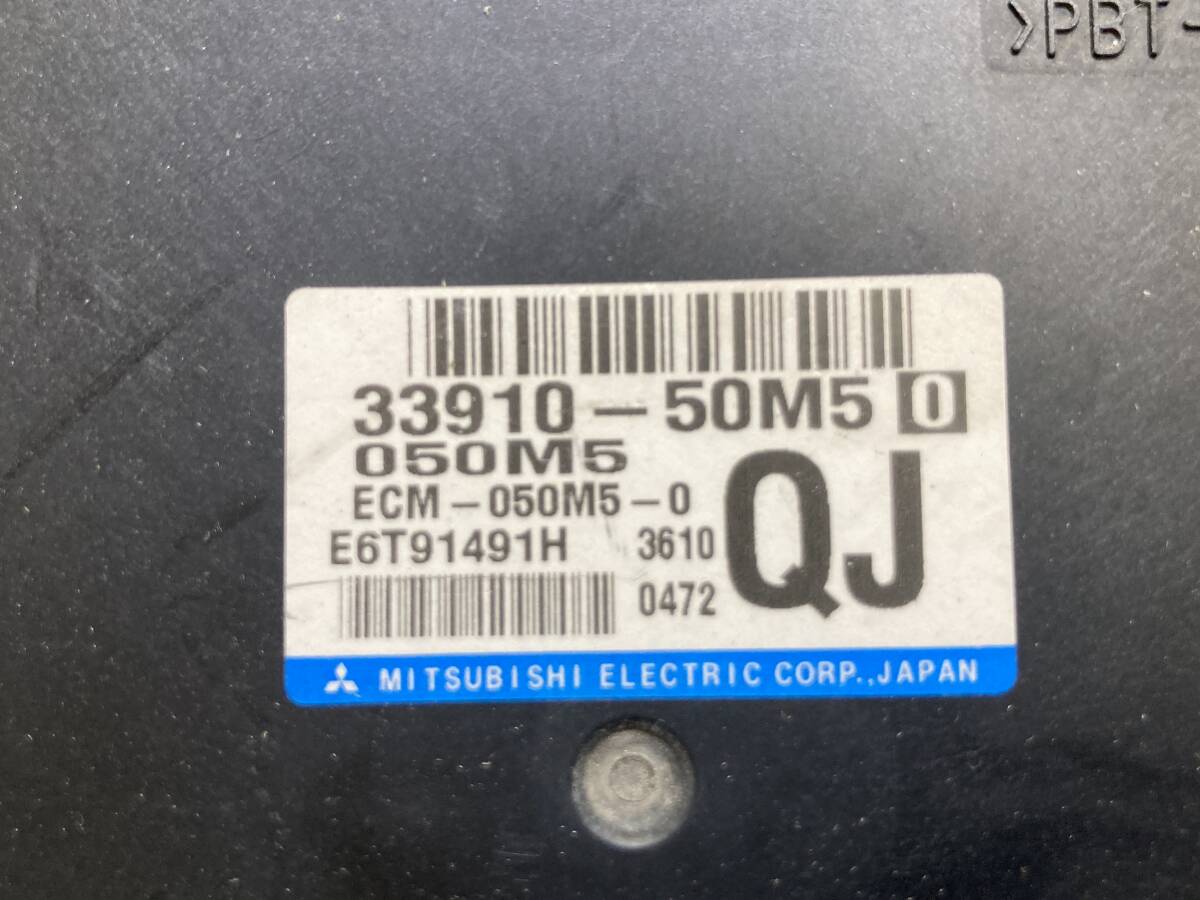 >PBT-
33910-50M5 0
050M5
ECM-050M5-0
QJ
E6T91491H 3610
0472
MITSUBISHI ELECTRIC CORP.,JAPAN